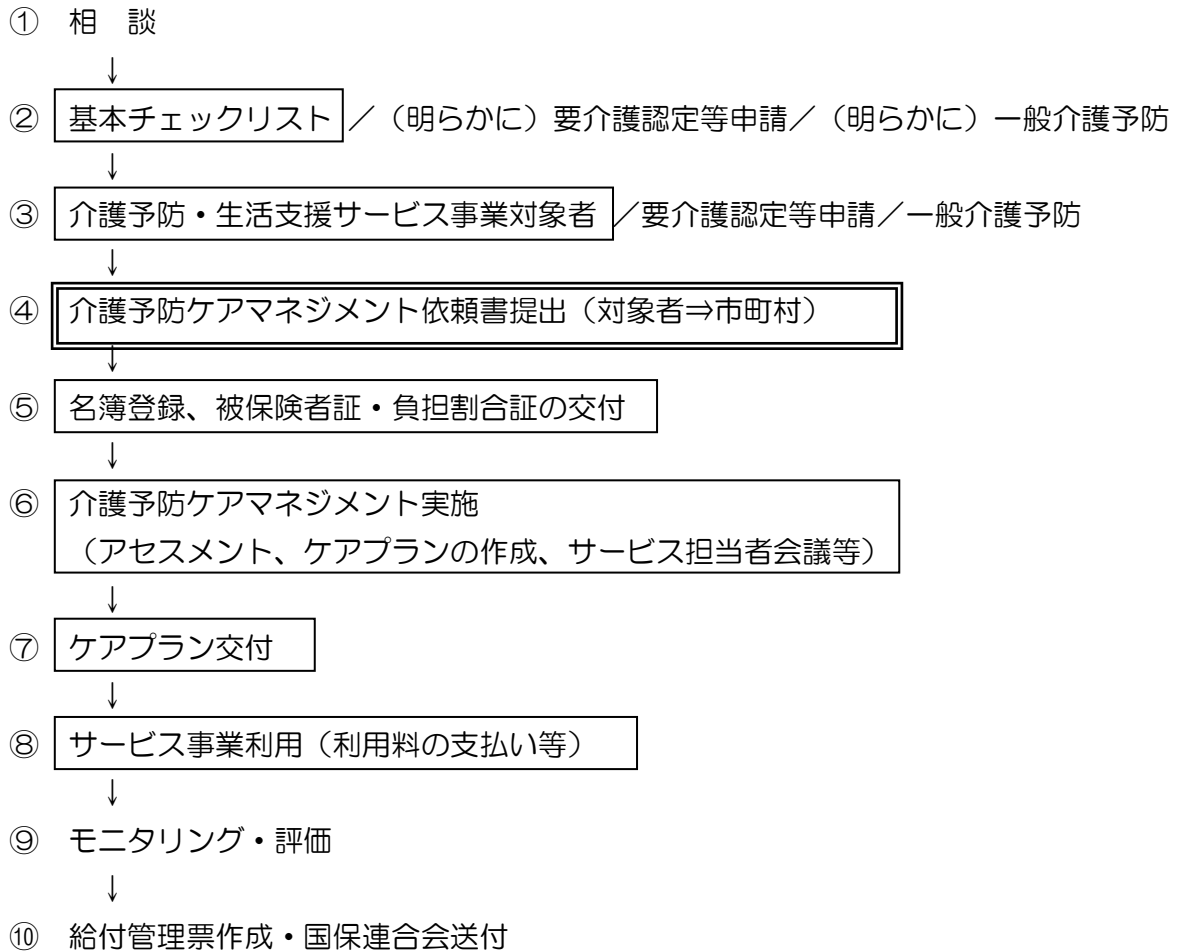 ① 相　談
↓
② 基本チェックリスト／（明らかに）要介護認定等申請／（明らかに）一般介護予防
↓
③ 介護予防・生活支援サービス事業対象者／要介護認定等申請／一般介護予防
↓
④ 介護予防ケアマネジメント依頼書提出（対象者⇒市町村）
↓
⑤ 名簿登録、被保険者証・負担割合証の交付
↓
⑥ 介護予防ケアマネジメント実施
（アセスメント、ケアプランの作成、サービス担当者会議等）
↓
⑦ ケアプラン交付
↓
⑧ サービス事業利用（利用料の支払い等）
↓
⑨ モニタリング・評価
↓
⑩ 給付管理票作成・国保連合会送付